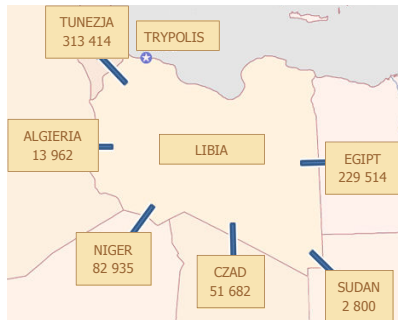 TUNEZJA
313 414
TRYPOLIS
ALGIERIA
13 962
LIBIA
EGIPT
229 514
NIGER
82 935
CZAD
51 682
SUDAN
2 800